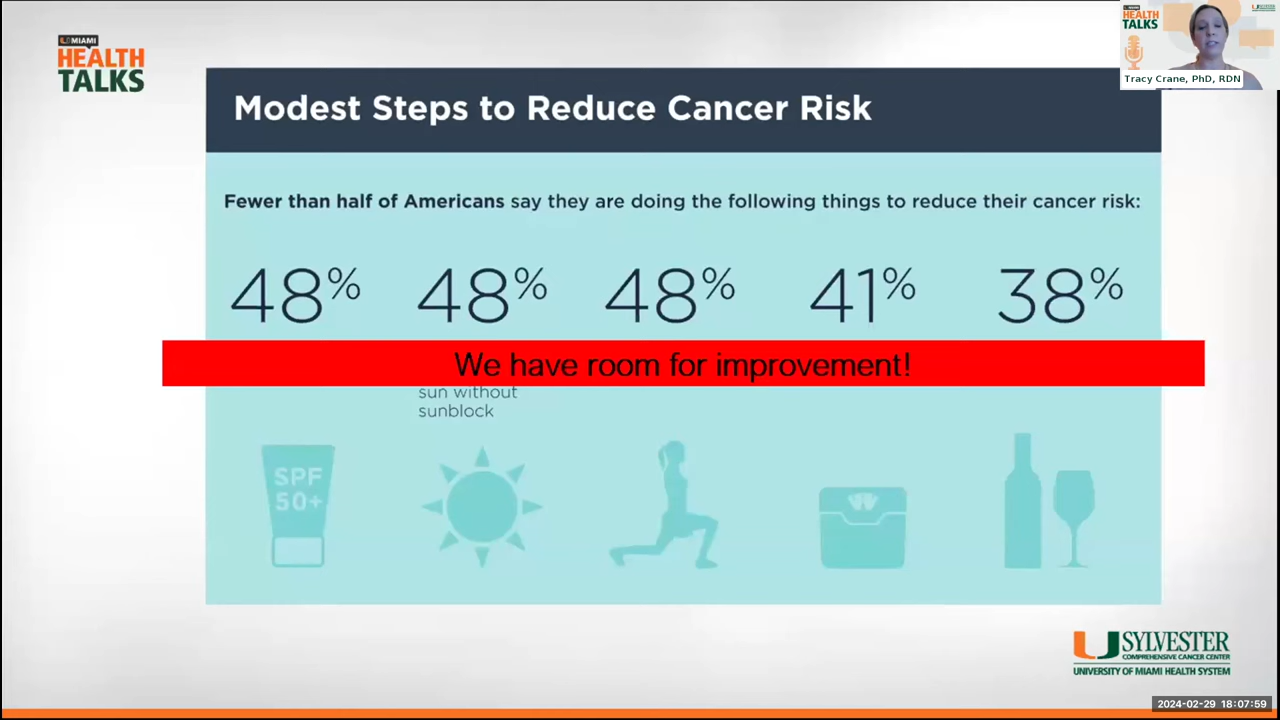 MIAMI
HEALTH
TALKS
HEALTH
TALKS
Tracy Crane, PhD, RDN
Modest Steps to Reduce Cancer Risk
Fewer than half of Americans say they are doing the following things to reduce their cancer risk:
48% 48% 48% 41% 38%
We have room for improvement!
sun without
sunblock
SPF
50+
SYLVESTER
COMPREHENSIVE CANCER CENTER
UNIVERSITY OF MIAMI HEALTH SYSTEM
2024-02-29 18:07:59